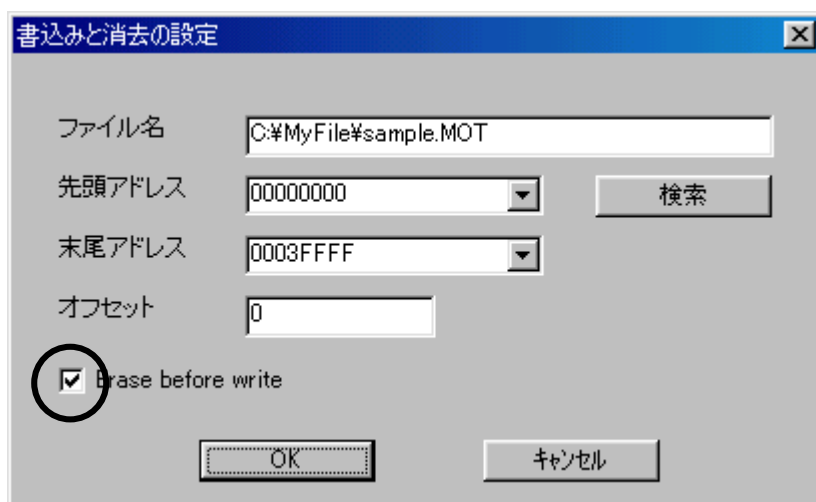 書込みと消去の設定
ファイル名 C:¥MyFile¥sample.MOT
先頭アドレス 00000000 検索
末尾アドレス 0003FFFF
オフセット 0
Erase before write
OK キャンセル